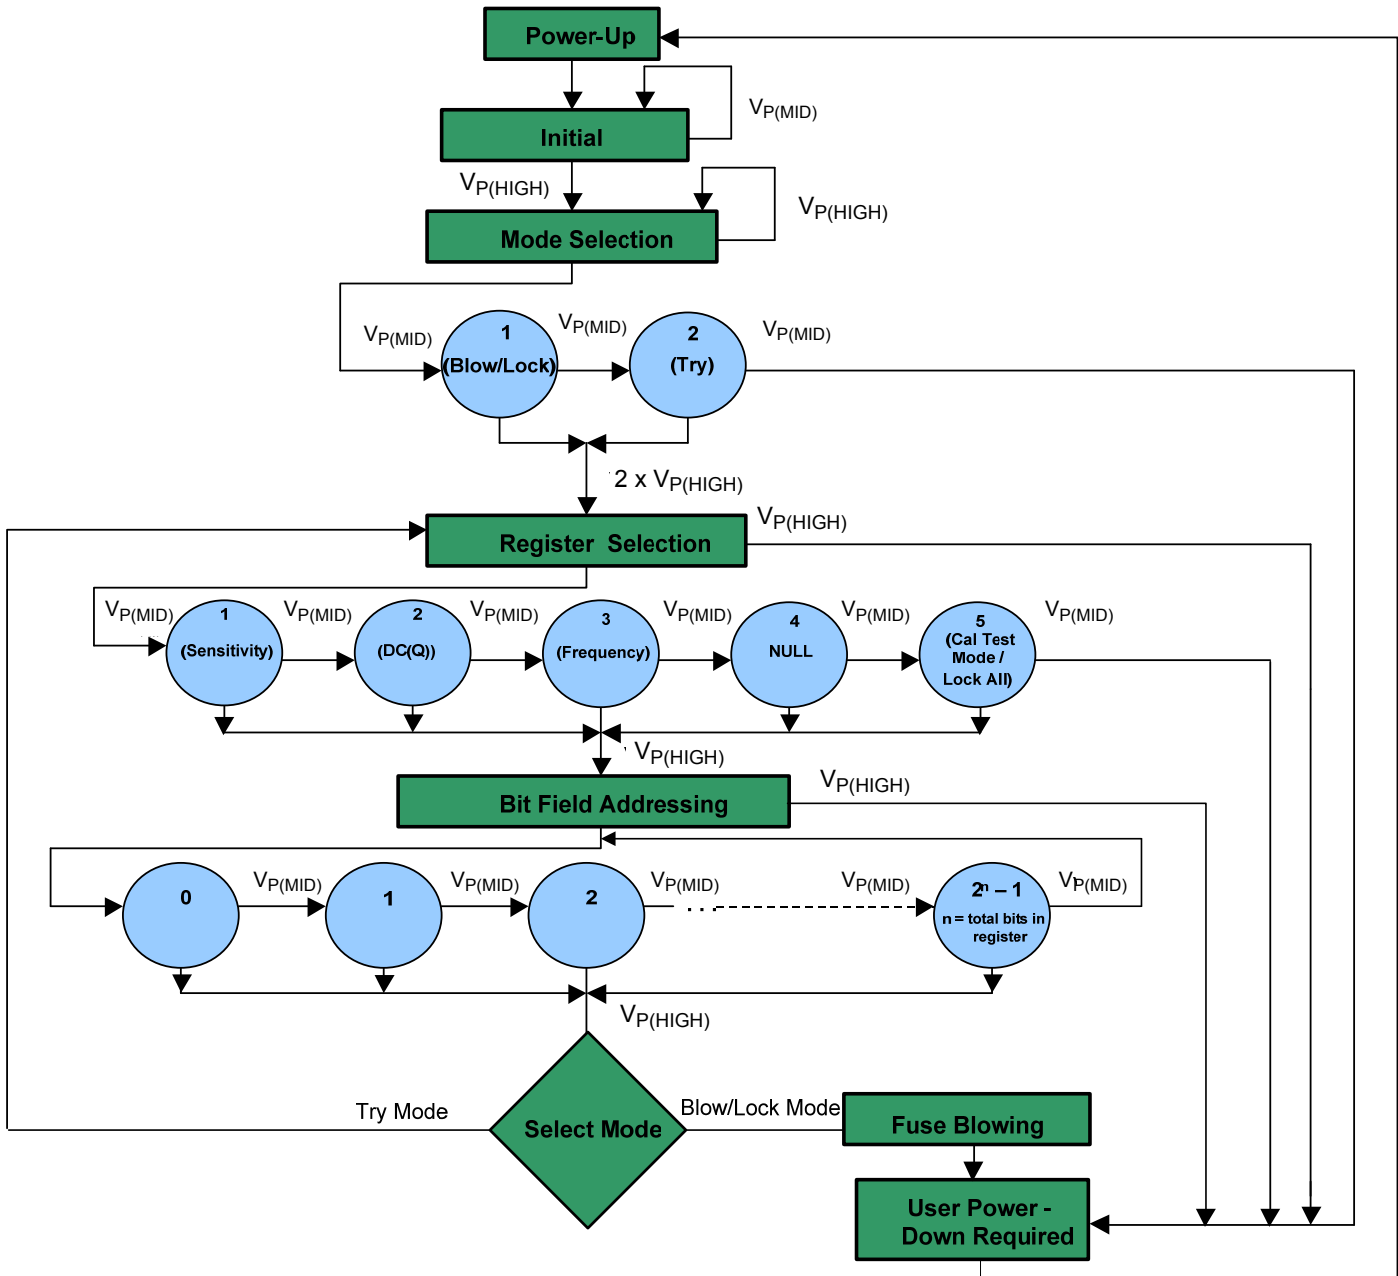 Power-Up
VP(MID)
Initial
VP(HIGH)
VP(HIGH)
Mode Selection
VP(MID)
1
(Blow/Lock)
VP(MID)
2
(Try)
VP(MID)
2 x VP(HIGH)
Register Selection
VP(HIGH)
VP(MID)
1
(Sensitivity)
VP(MID)
2
(DC(Q))
VP(MID)
3
(Frequency)
VP(MID)
4
NULL
VP(MID)
5
(Cal Test
Mode /
Lock All)
VP(MID)
VP(HIGH)
Bit Field Addressing
VP(HIGH)
0
VP(MID)
1
VP(MID)
2
VP(MID)
...
VP(MID)
2ⁿ – 1
n = total bits in
register
VP(MID)
VP(HIGH)
Try Mode
Select Mode
Blow/Lock Mode
Fuse Blowing
User Power -
Down Required